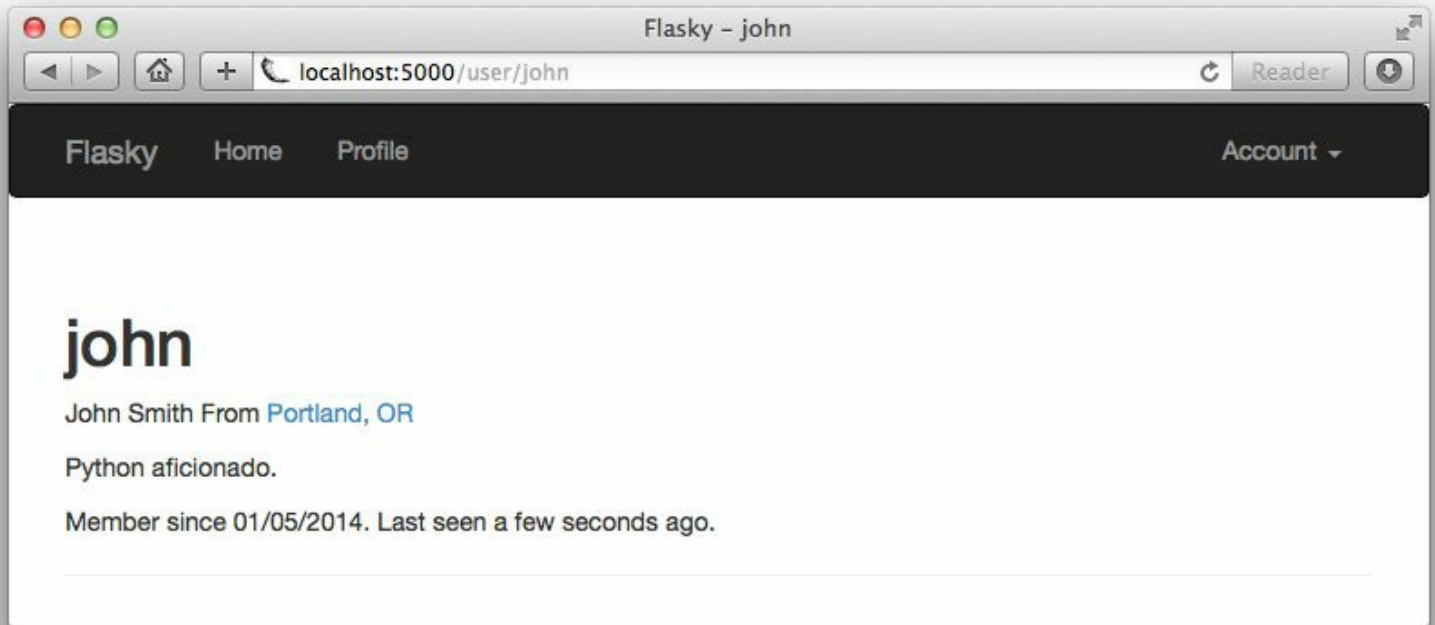 Flasky – john
localhost:5000/user/john
Reader
Flasky Home Profile Account
john
John Smith From Portland, OR
Python aficionado.
Member since 01/05/2014. Last seen a few seconds ago.